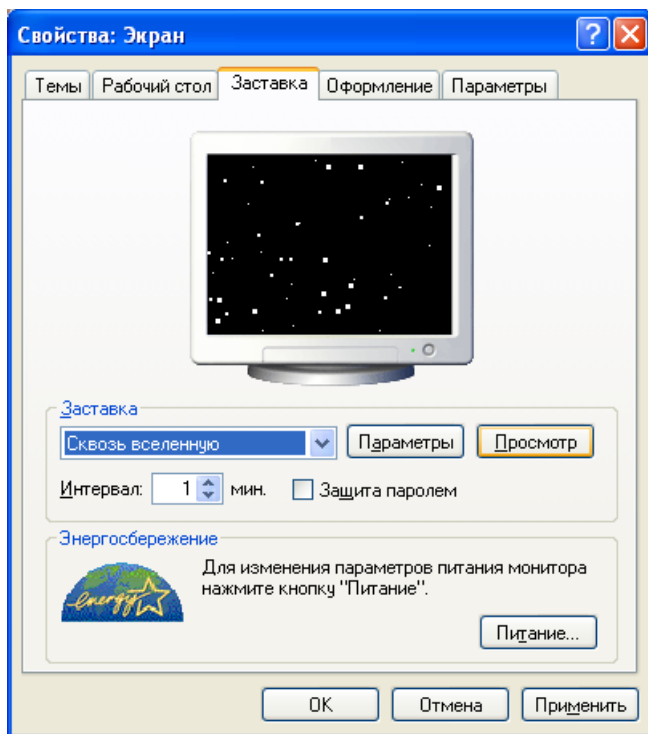 Свойства: Экран
Темы Рабочий стол Заставка Оформление Параметры
Заставка
Сквозь вселенную Параметры Просмотр
Интервал: 1 мин. Защита паролем
Энергосбережение
Для изменения параметров питания монитора
нажмите кнопку "Питание".
energy
Питание...
OK Отмена Применить